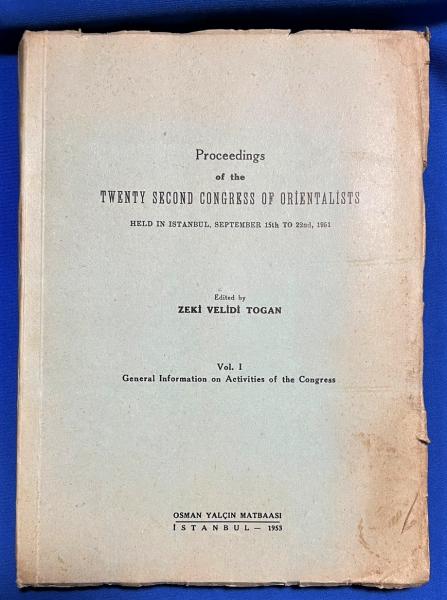 Proceedings
of the
TWENTY SECOND CONGRESS OF ORİENTALİSTS
HELD IN ISTANBUL, SEPTEMBER 15th TO 22nd, 1951
Edited by
ZEKİ VELİDİ TOGAN
Vol. I
General Information on Activities of the Congress
OSMAN YALÇIN MATBAASI
İSTANBUL — 1953